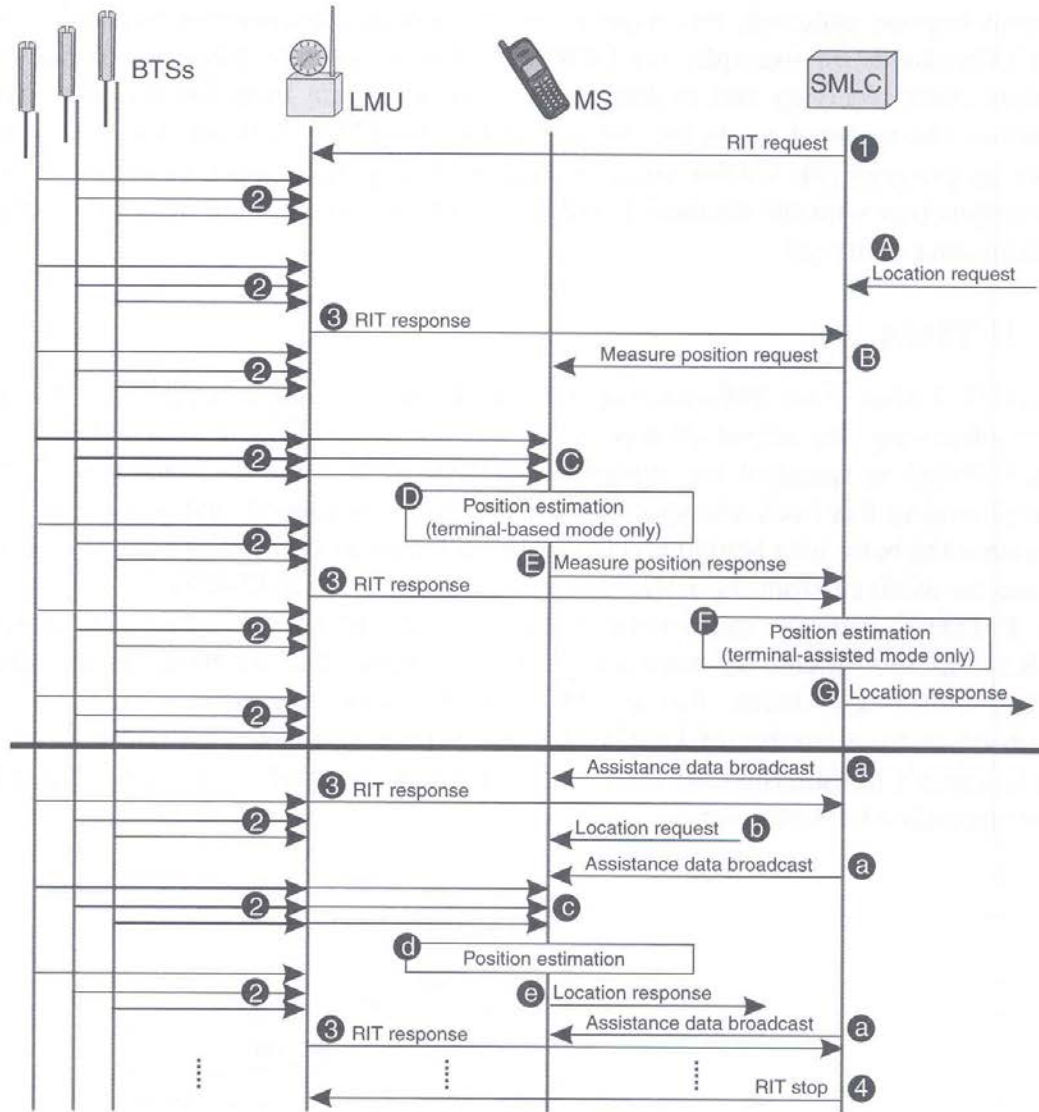 BTSs
LMU
MS
SMLC
RIT request 1
2
A
Location request
2
3 RIT response
Measure position request B
2
2 C
D Position estimation
(terminal-based mode only)
2
E Measure position response
3 RIT response
2
F Position estimation
(terminal-assisted mode only)
G Location response
2
Assistance data broadcast a
3 RIT response
2
Location request b
Assistance data broadcast a
2 c
d Position estimation
2
e Location response
Assistance data broadcast a
3 RIT response
RIT stop 4